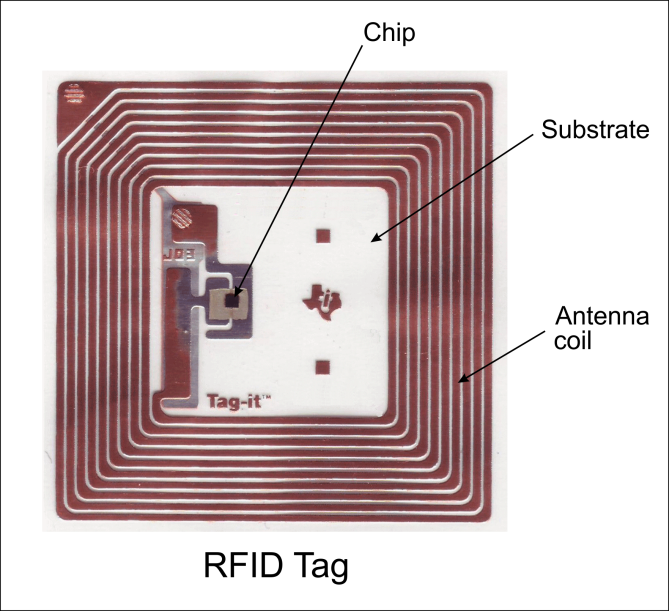 Chip
Substrate
Antenna
coil
Tag-it™
RFID Tag